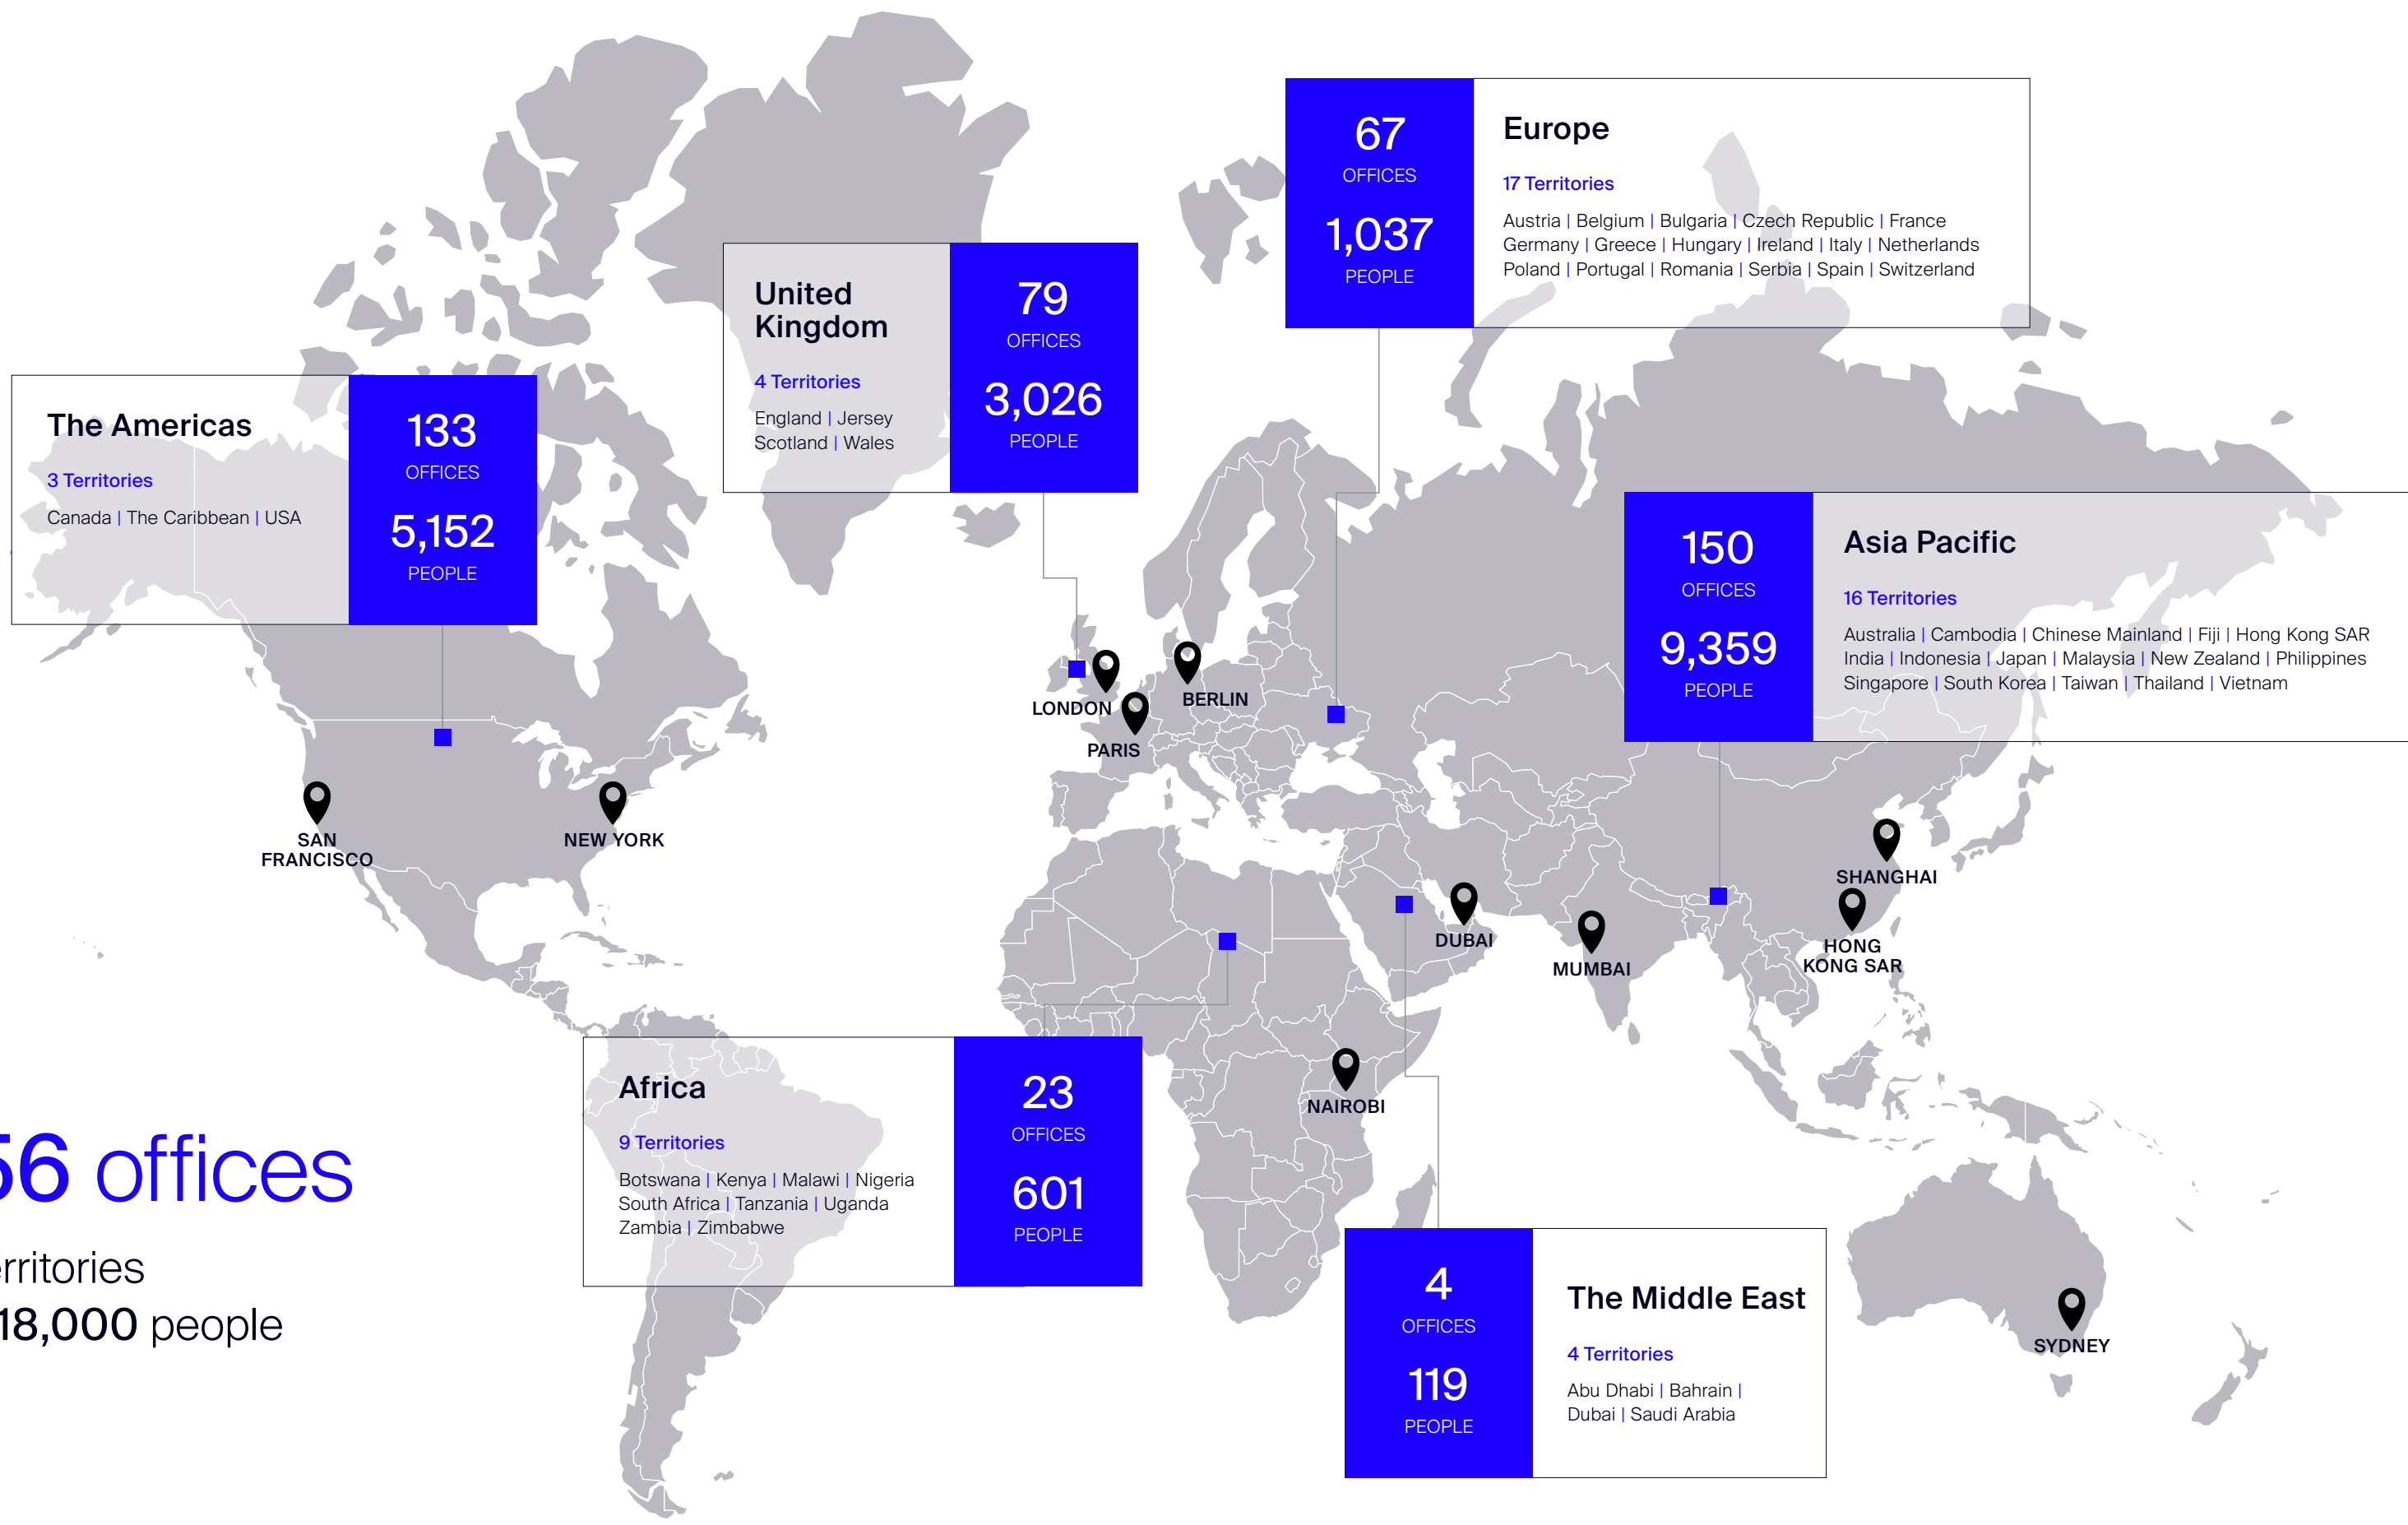 67
OFFICES
1,037
PEOPLE
Europe
17 Territories
Austria | Belgium | Bulgaria | Czech Republic | France
Germany | Greece | Hungary | Ireland | Italy | Netherlands
Poland | Portugal | Romania | Serbia | Spain | Switzerland
United
Kingdom
4 Territories
England | Jersey
Scotland | Wales
79
OFFICES
3,026
PEOPLE
The Americas
3 Territories
Canada | The Caribbean | USA
133
OFFICES
5,152
PEOPLE
150
OFFICES
9,359
PEOPLE
Asia Pacific
16 Territories
Australia | Cambodia | Chinese Mainland | Fiji | Hong Kong SAR
India | Indonesia | Japan | Malaysia | New Zealand | Philippines
Singapore | South Korea | Taiwan | Thailand | Vietnam
LONDON
BERLIN
PARIS
SAN
FRANCISCO
NEW YORK
SHANGHAI
DUBAI
MUMBAI
HONG
KONG SAR
NAIROBI
SYDNEY
Africa
9 Territories
Botswana | Kenya | Malawi | Nigeria
South Africa | Tanzania | Uganda
Zambia | Zimbabwe
23
OFFICES
601
PEOPLE
4
OFFICES
119
PEOPLE
The Middle East
4 Territories
Abu Dhabi | Bahrain |
Dubai | Saudi Arabia
56 offices
erritories
18,000 people